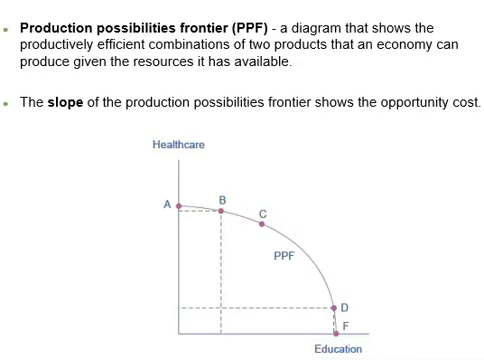 Production possibilities frontier (PPF) - a diagram that shows the
productively efficient combinations of two products that an economy can
produce given the resources it has available.
The slope of the production possibilities frontier shows the opportunity cost.
Healthcare
A
B
C
PPF
D
F
Education